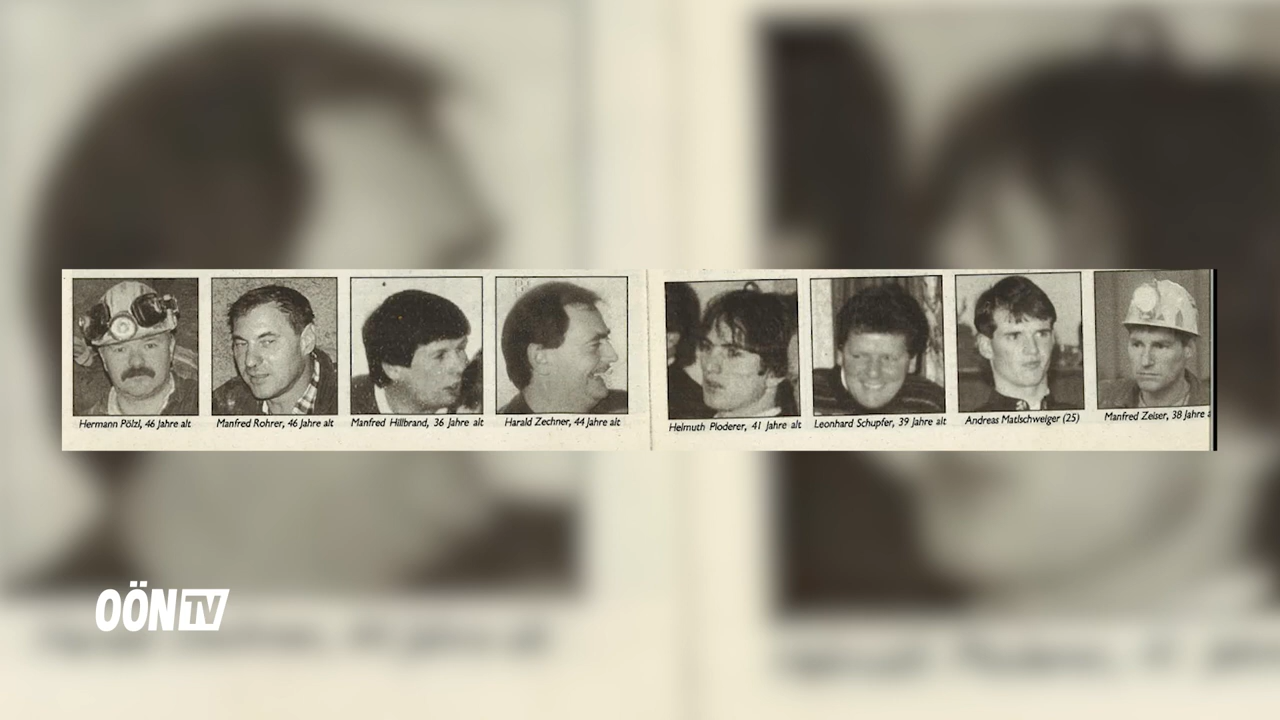 Hermann Pölzl, 46 Jahre alt
Manfred Rohrer, 46 Jahre alt
Manfred Hillbrand, 36 Jahre alt
Harald Zechner, 44 Jahre alt
Helmuth Ploderer, 41 Jahre alt
Leonhard Schupfer, 39 Jahre alt
Andreas Matlschweiger (25)
Manfred Zeiser, 38 Jahre a
OÖN TV